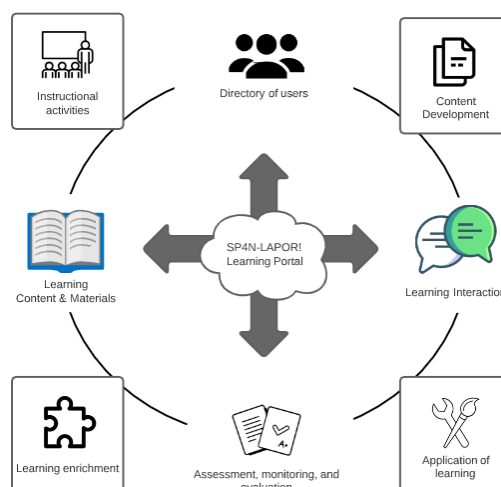 Instructional
activities
Directory of users
Content
Development
SP4N-LAPOR!
Learning Portal
Learning
Content & Materials
Learning Interaction
A+
Learning enrichment
Assessment, monitoring, and
evaluation
Application of
learning